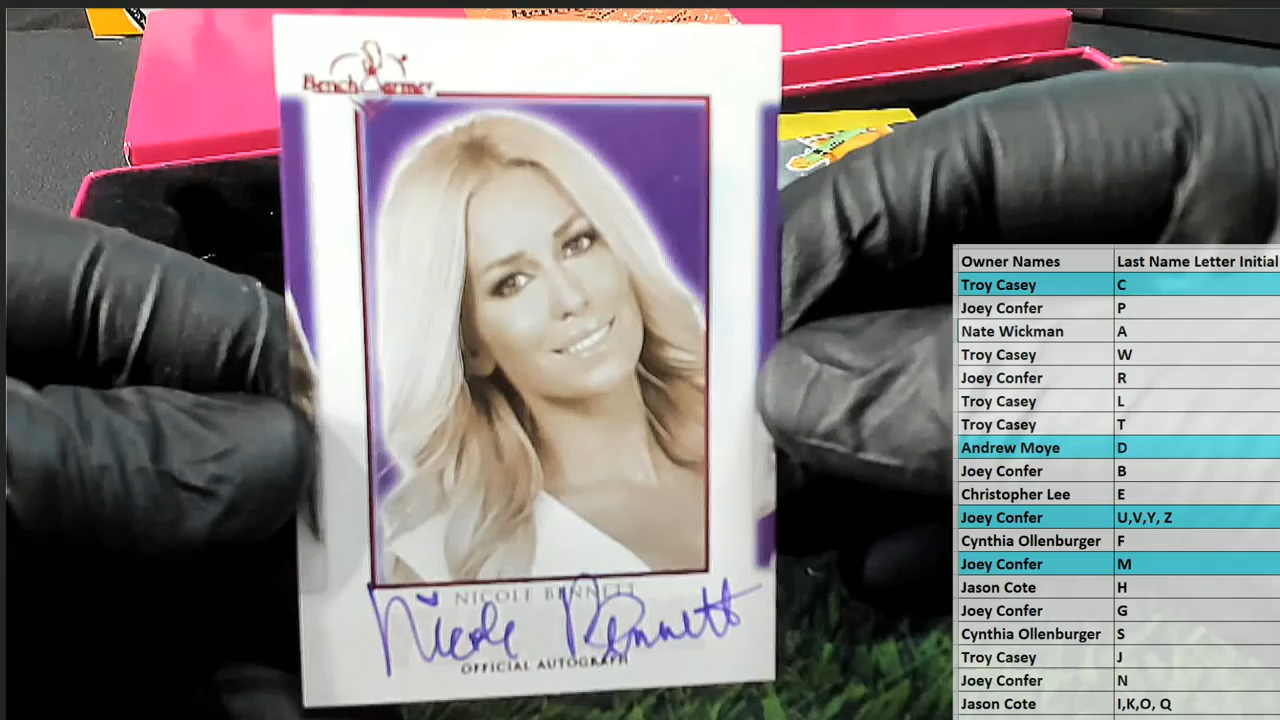 BenchWarmer
NICOLE BENNETT
Nicole Bennett
OFFICIAL AUTOGRAPH
Owner Names Last Name Letter Initial
Troy Casey C
Joey Confer P
Nate Wickman A
Troy Casey W
Joey Confer R
Troy Casey L
Troy Casey T
Andrew Moye D
Joey Confer B
Christopher Lee E
Joey Confer U,V,Y, Z
Cynthia Ollenburger F
Joey Confer M
Jason Cote H
Joey Confer G
Cynthia Ollenburger S
Troy Casey J
Joey Confer N
Jason Cote I,K,O, Q